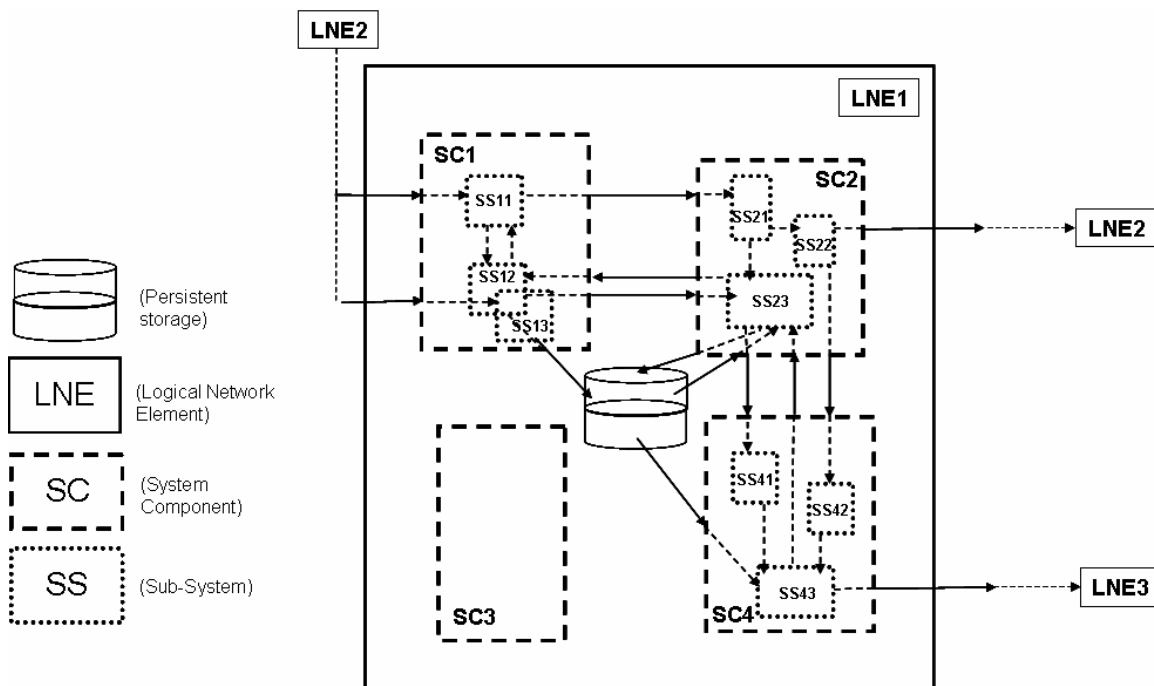 LNE2
LNE1
SC1
SC2
SS11
SS21
SS22
LNE2
SS12
SS23
SS13
(Persistent
storage)
LNE
(Logical Network
Element)
SC
(System
Component)
SS
(Sub-System)
SS41
SS42
SS43
SC3
SC4
LNE3